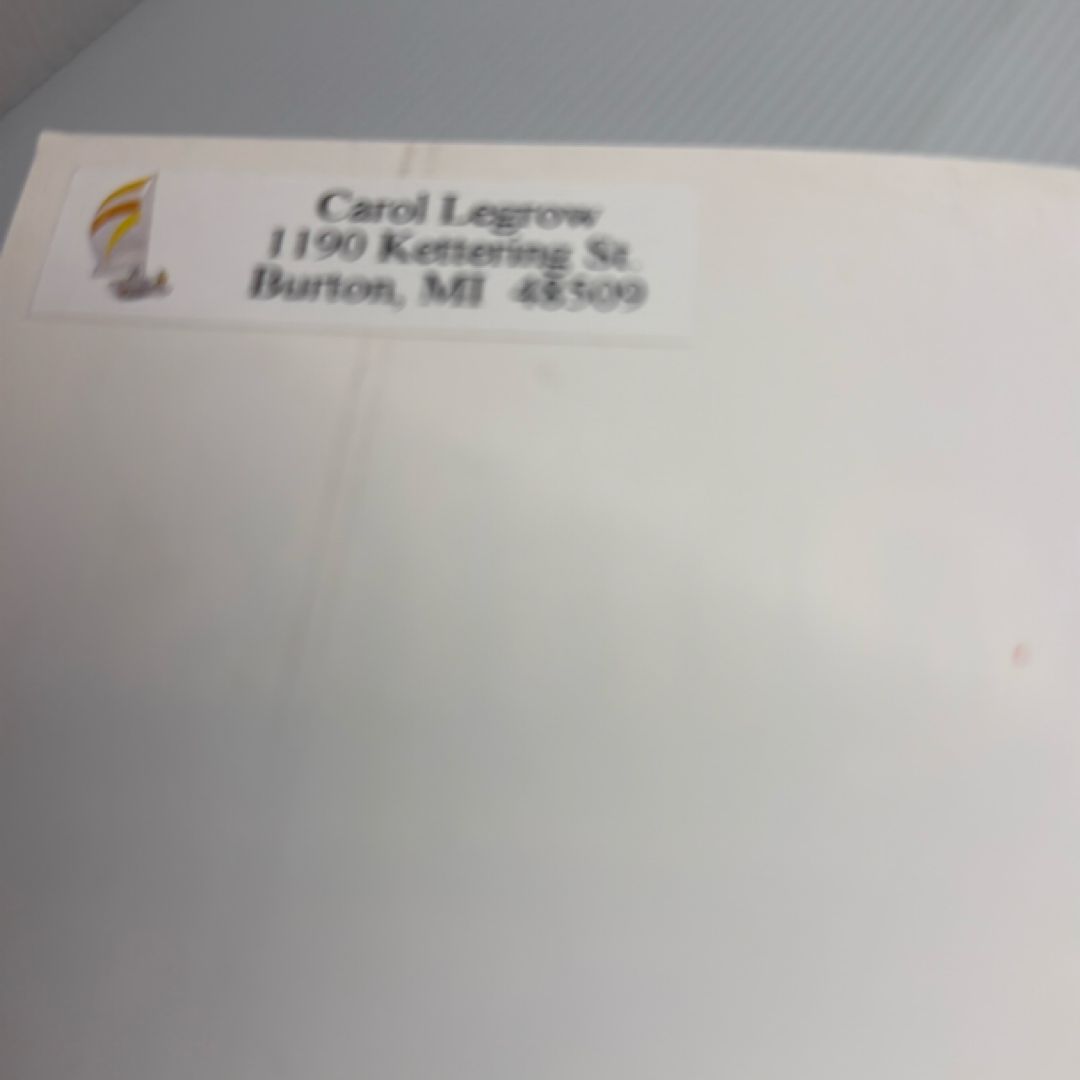 Carol Legrow
1190 Kettering St.
Burton, MI 48509